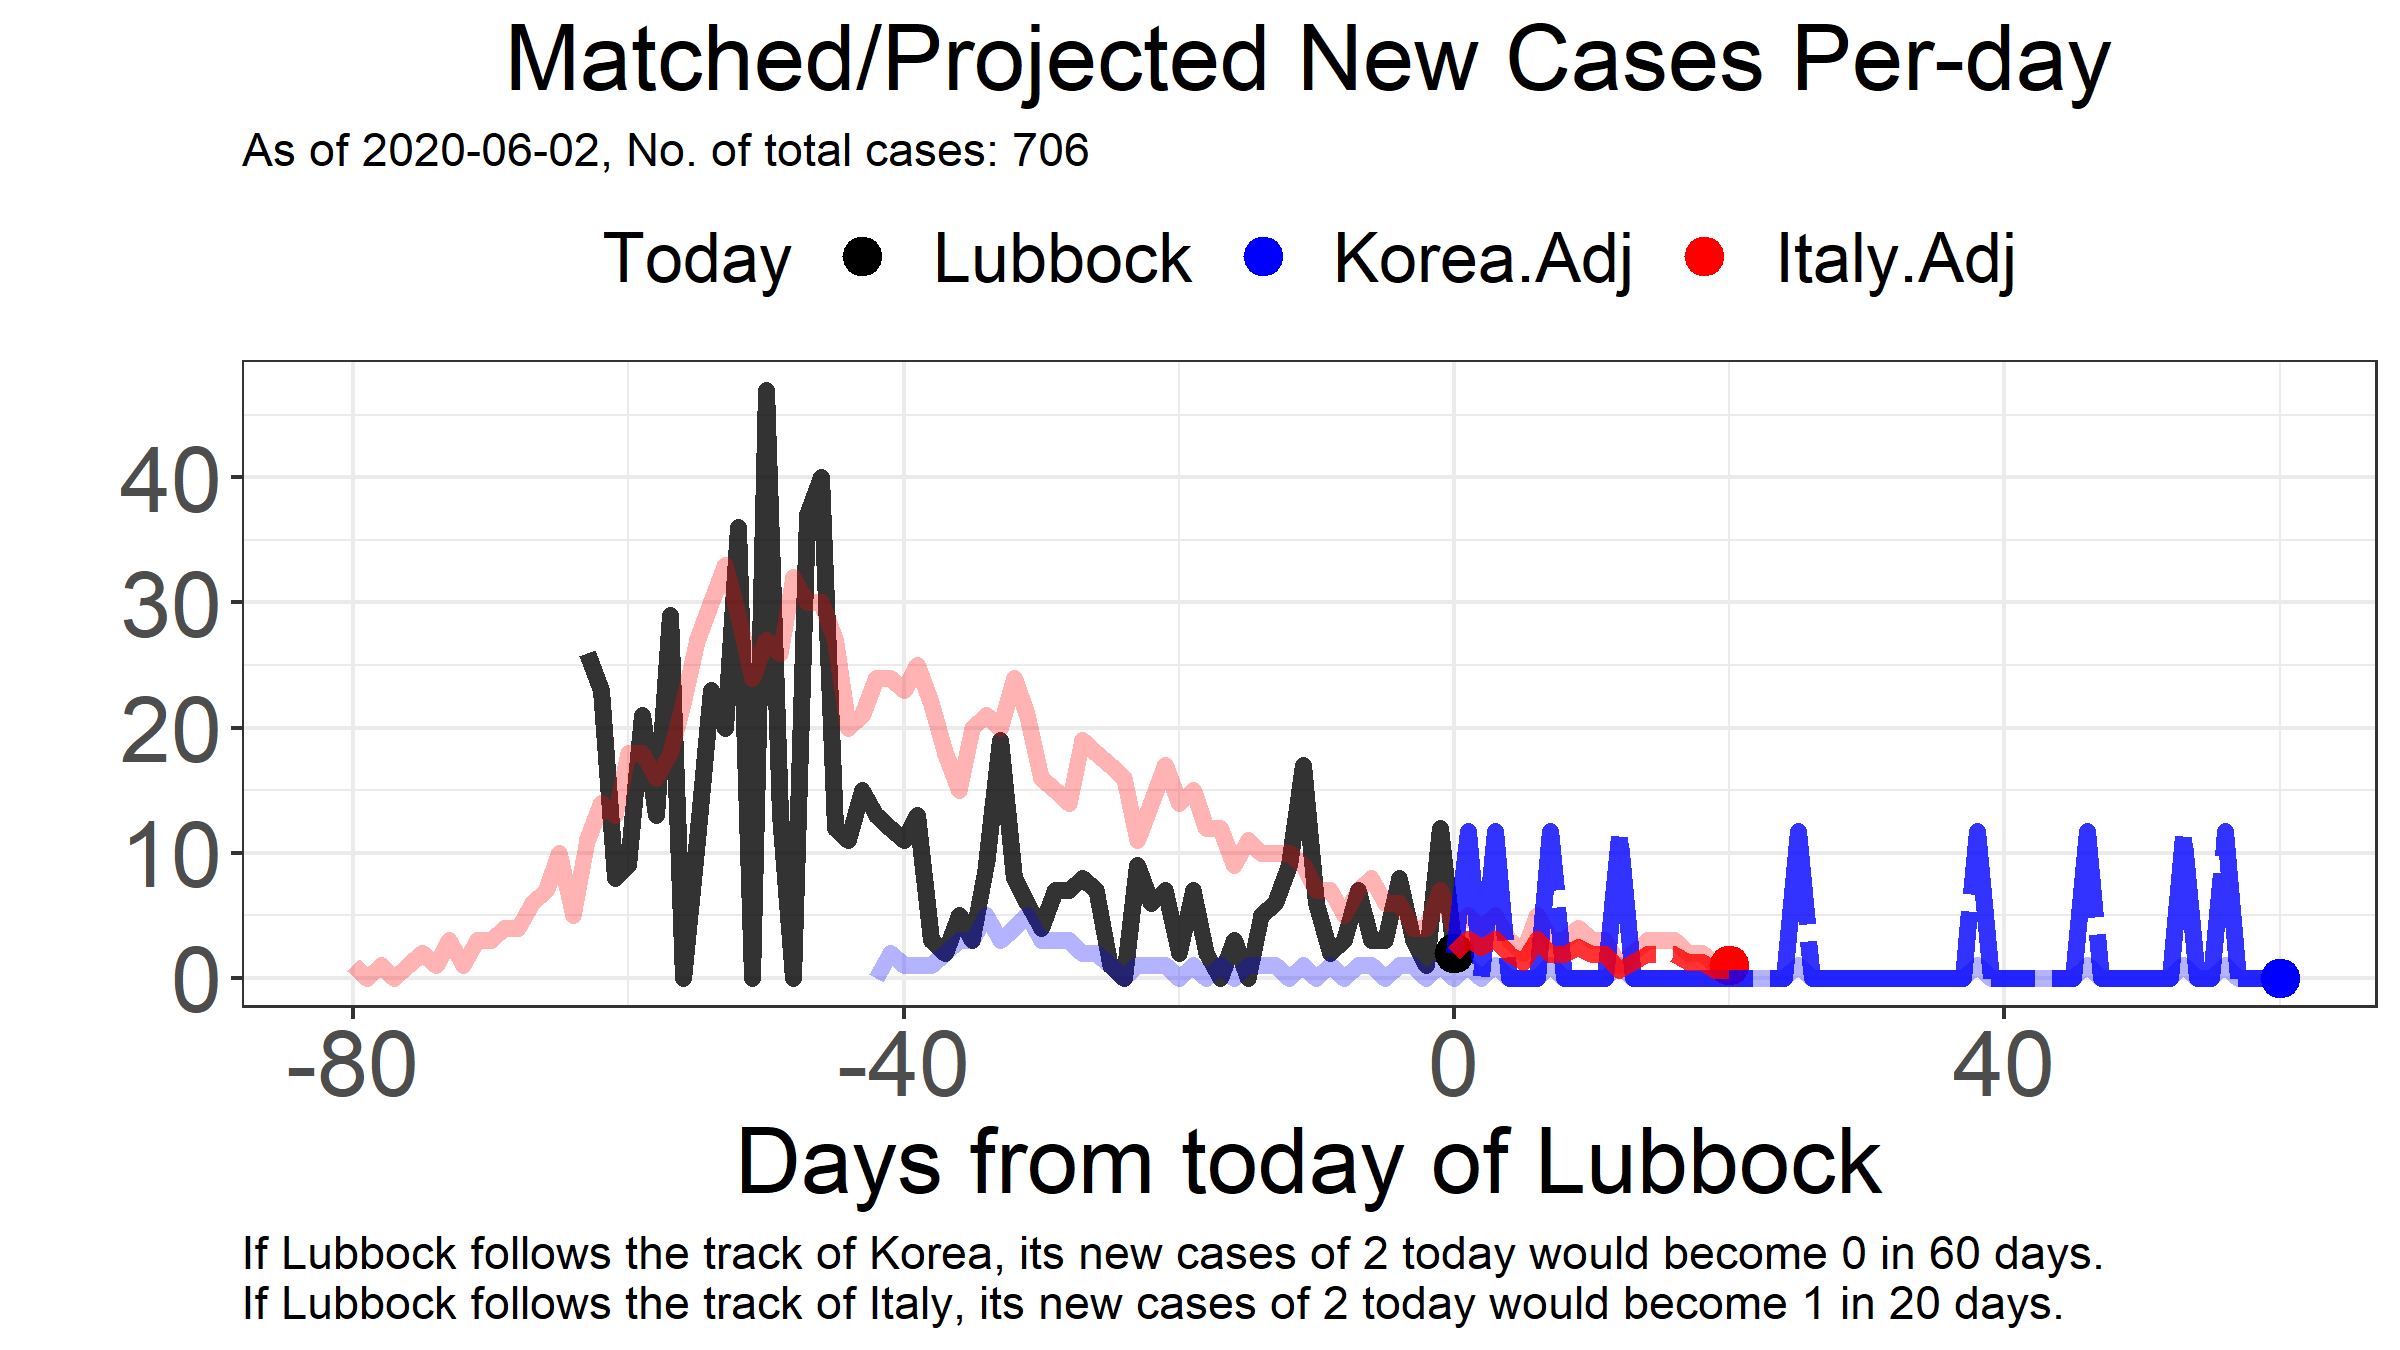 Matched/Projected New Cases Per-day
As of 2020-06-02, No. of total cases: 706
Today Lubbock Korea.Adj Italy.Adj
40
30
20
10
0
-80 -40 0 40
Days from today of Lubbock
If Lubbock follows the track of Korea, its new cases of 2 today would become 0 in 60 days.
If Lubbock follows the track of Italy, its new cases of 2 today would become 1 in 20 days.